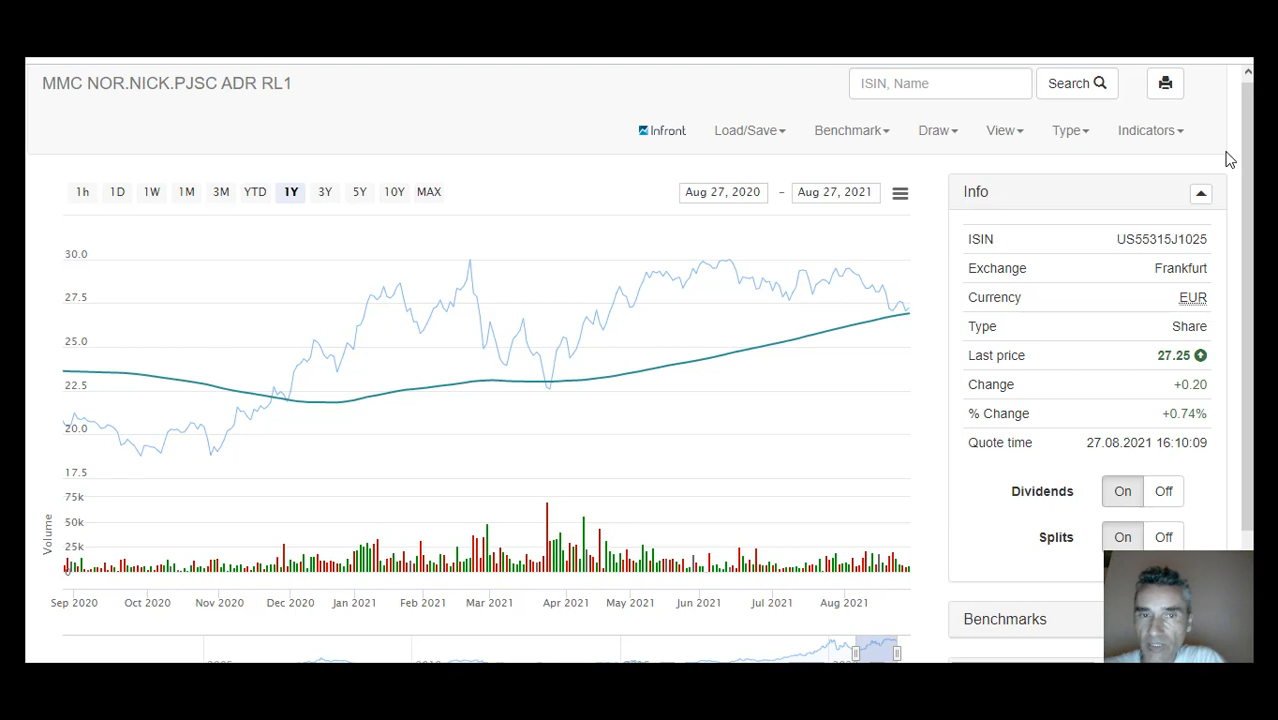 MMC NOR.NICK.PJSC ADR RL1
ISIN, Name
Search
Infront
Load/Save
Benchmark
Draw
View
Type
Indicators
1h 1D 1W 1M 3M YTD 1Y 3Y 5Y 10Y MAX
Aug 27, 2020 - Aug 27, 2021
30.0
27.5
25.0
22.5
20.0
17.5
75k
50k
25k
0
Volume
Sep 2020 Oct 2020 Nov 2020 Dec 2020 Jan 2021 Feb 2021 Mar 2021 Apr 2021 May 2021 Jun 2021 Jul 2021 Aug 2021
Info
ISIN US55315J1025
Exchange Frankfurt
Currency EUR
Type Share
Last price 27.25
Change +0.20
% Change +0.74%
Quote time 27.08.2021 16:10:09
Dividends On Off
Splits On Off
Benchmarks